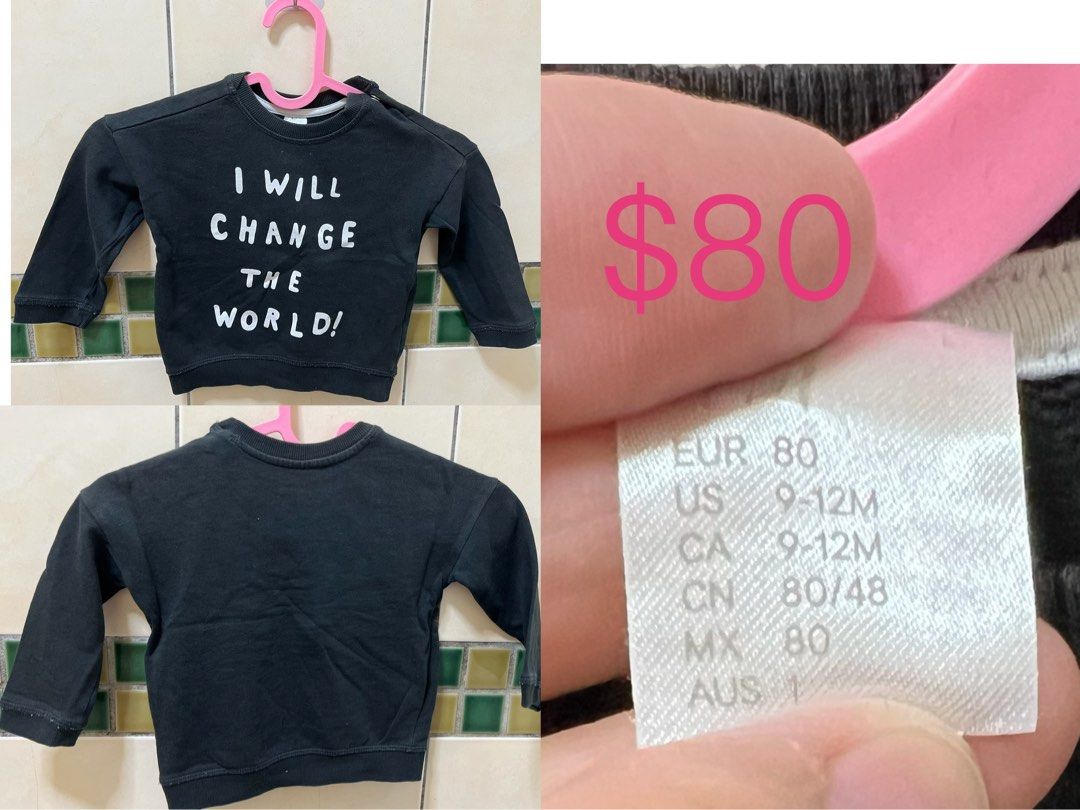 I WILL
CHANGE
THE
WORLD!
$80
EUR 80
US 9-12M
CA 9-12M
CN 80/48
MX 80
AUS 1